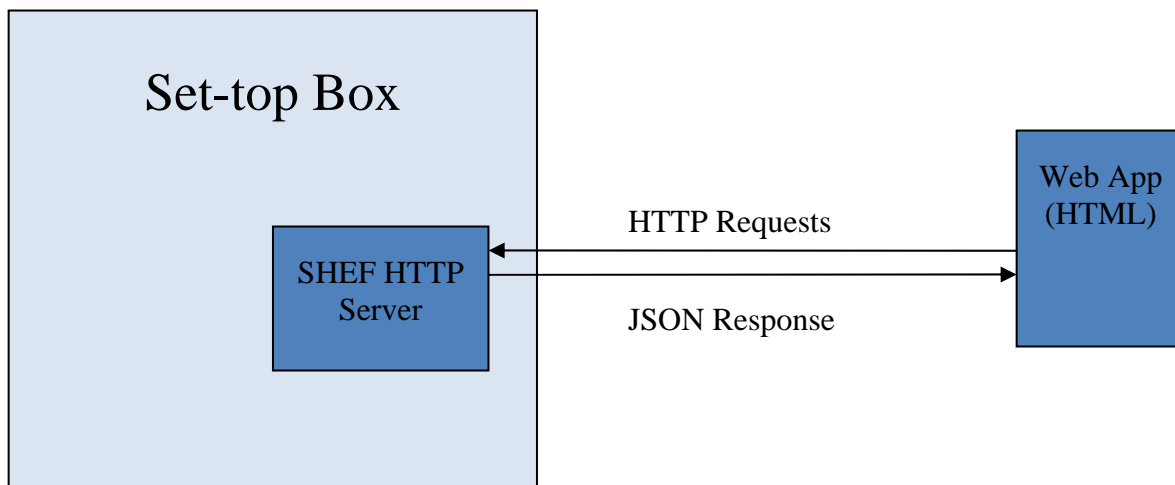 Set-top Box
Web App
(HTML)
HTTP Requests
SHEF HTTP
Server
JSON Response